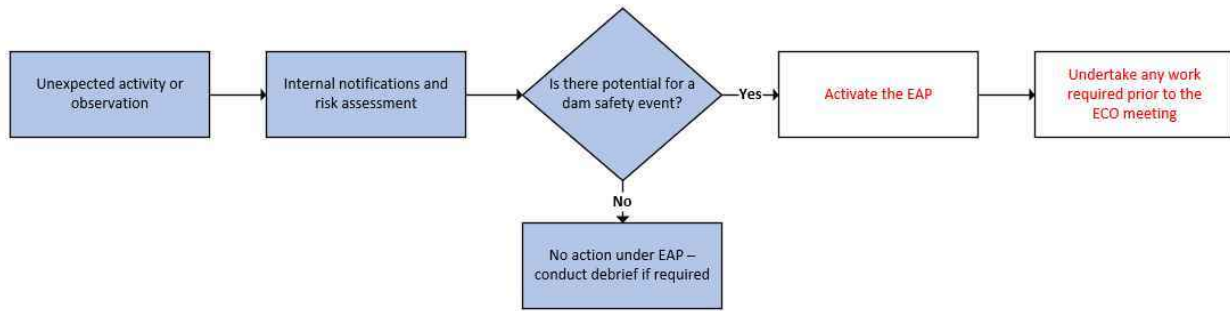 Unexpected activity or
observation
Internal notifications and
risk assessment
Is there potential for a
dam safety event?
Yes
Activate the EAP
Undertake any work
required prior to the
ECO meeting
No
No action under EAP –
conduct debrief if required